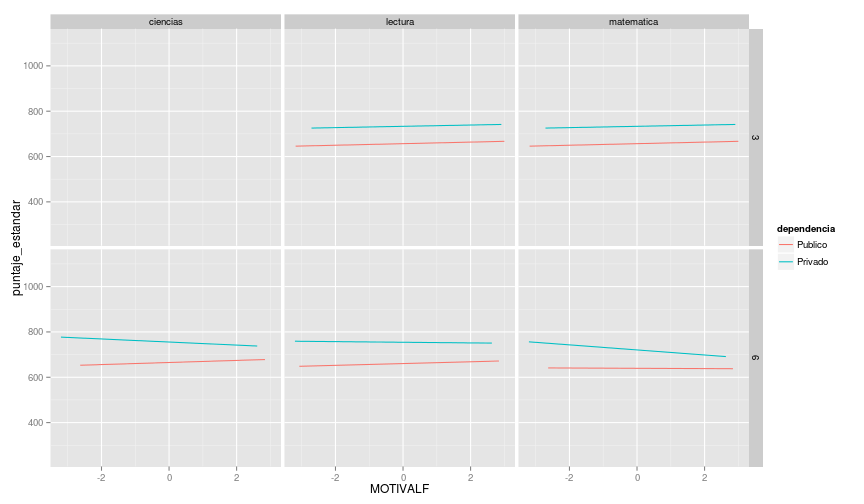 ciencias lectura matematica
1000
800
600
400
3
puntaje_estandar
1000
800
600
400
6
-2 0 2 -2 0 2 -2 0 2
MOTIVALF
dependencia
Publico
Privado